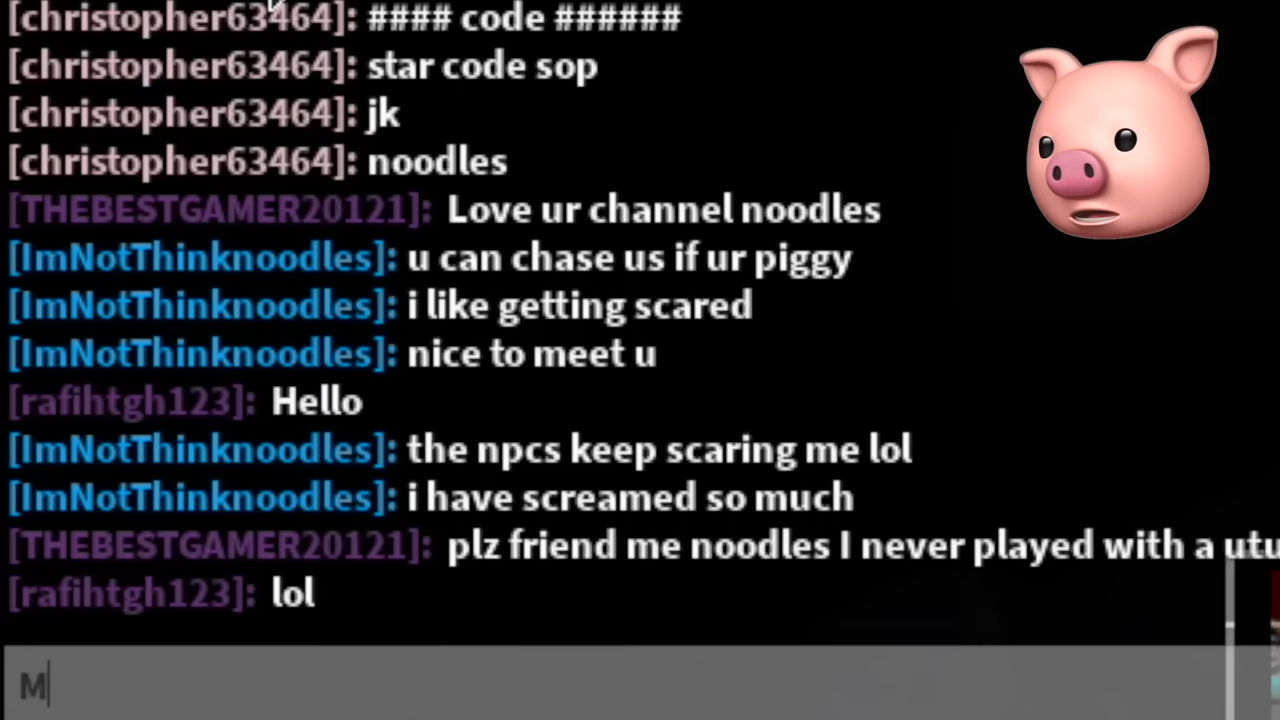 [christopher63464]: #### code ######
[christopher63464]: star code sop
[christopher63464]: jk
[christopher63464]: noodles
[THEBESTGAMER20121]: Love ur channel noodles
[ImNotThinknoodles]: u can chase us if ur piggy
[ImNotThinknoodles]: i like getting scared
[ImNotThinknoodles]: nice to meet u
[rafihtgh123]: Hello
[ImNotThinknoodles]: the npcs keep scaring me lol
[ImNotThinknoodles]: i have screamed so much
[THEBESTGAMER20121]: plz friend me noodles I never played with a utu
[rafihtgh123]: lol
M